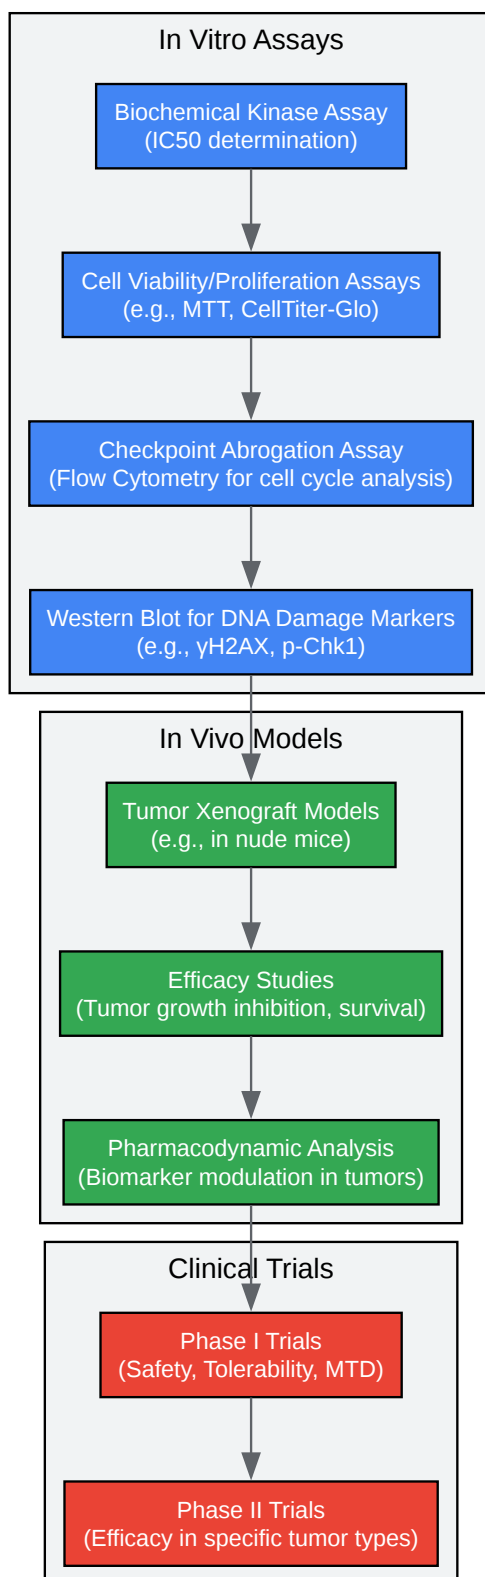 In Vitro Assays
Biochemical Kinase Assay
(IC50 determination)
Cell Viability/Proliferation Assays
(e.g., MTT, CellTiter-Glo)
Checkpoint Abrogation Assay
(Flow Cytometry for cell cycle analysis)
Western Blot for DNA Damage Markers
(e.g., γH2AX, p-Chk1)
In Vivo Models
Tumor Xenograft Models
(e.g., in nude mice)
Efficacy Studies
(Tumor growth inhibition, survival)
Pharmacodynamic Analysis
(Biomarker modulation in tumors)
Clinical Trials
Phase I Trials
(Safety, Tolerability, MTD)
Phase II Trials
(Efficacy in specific tumor types)